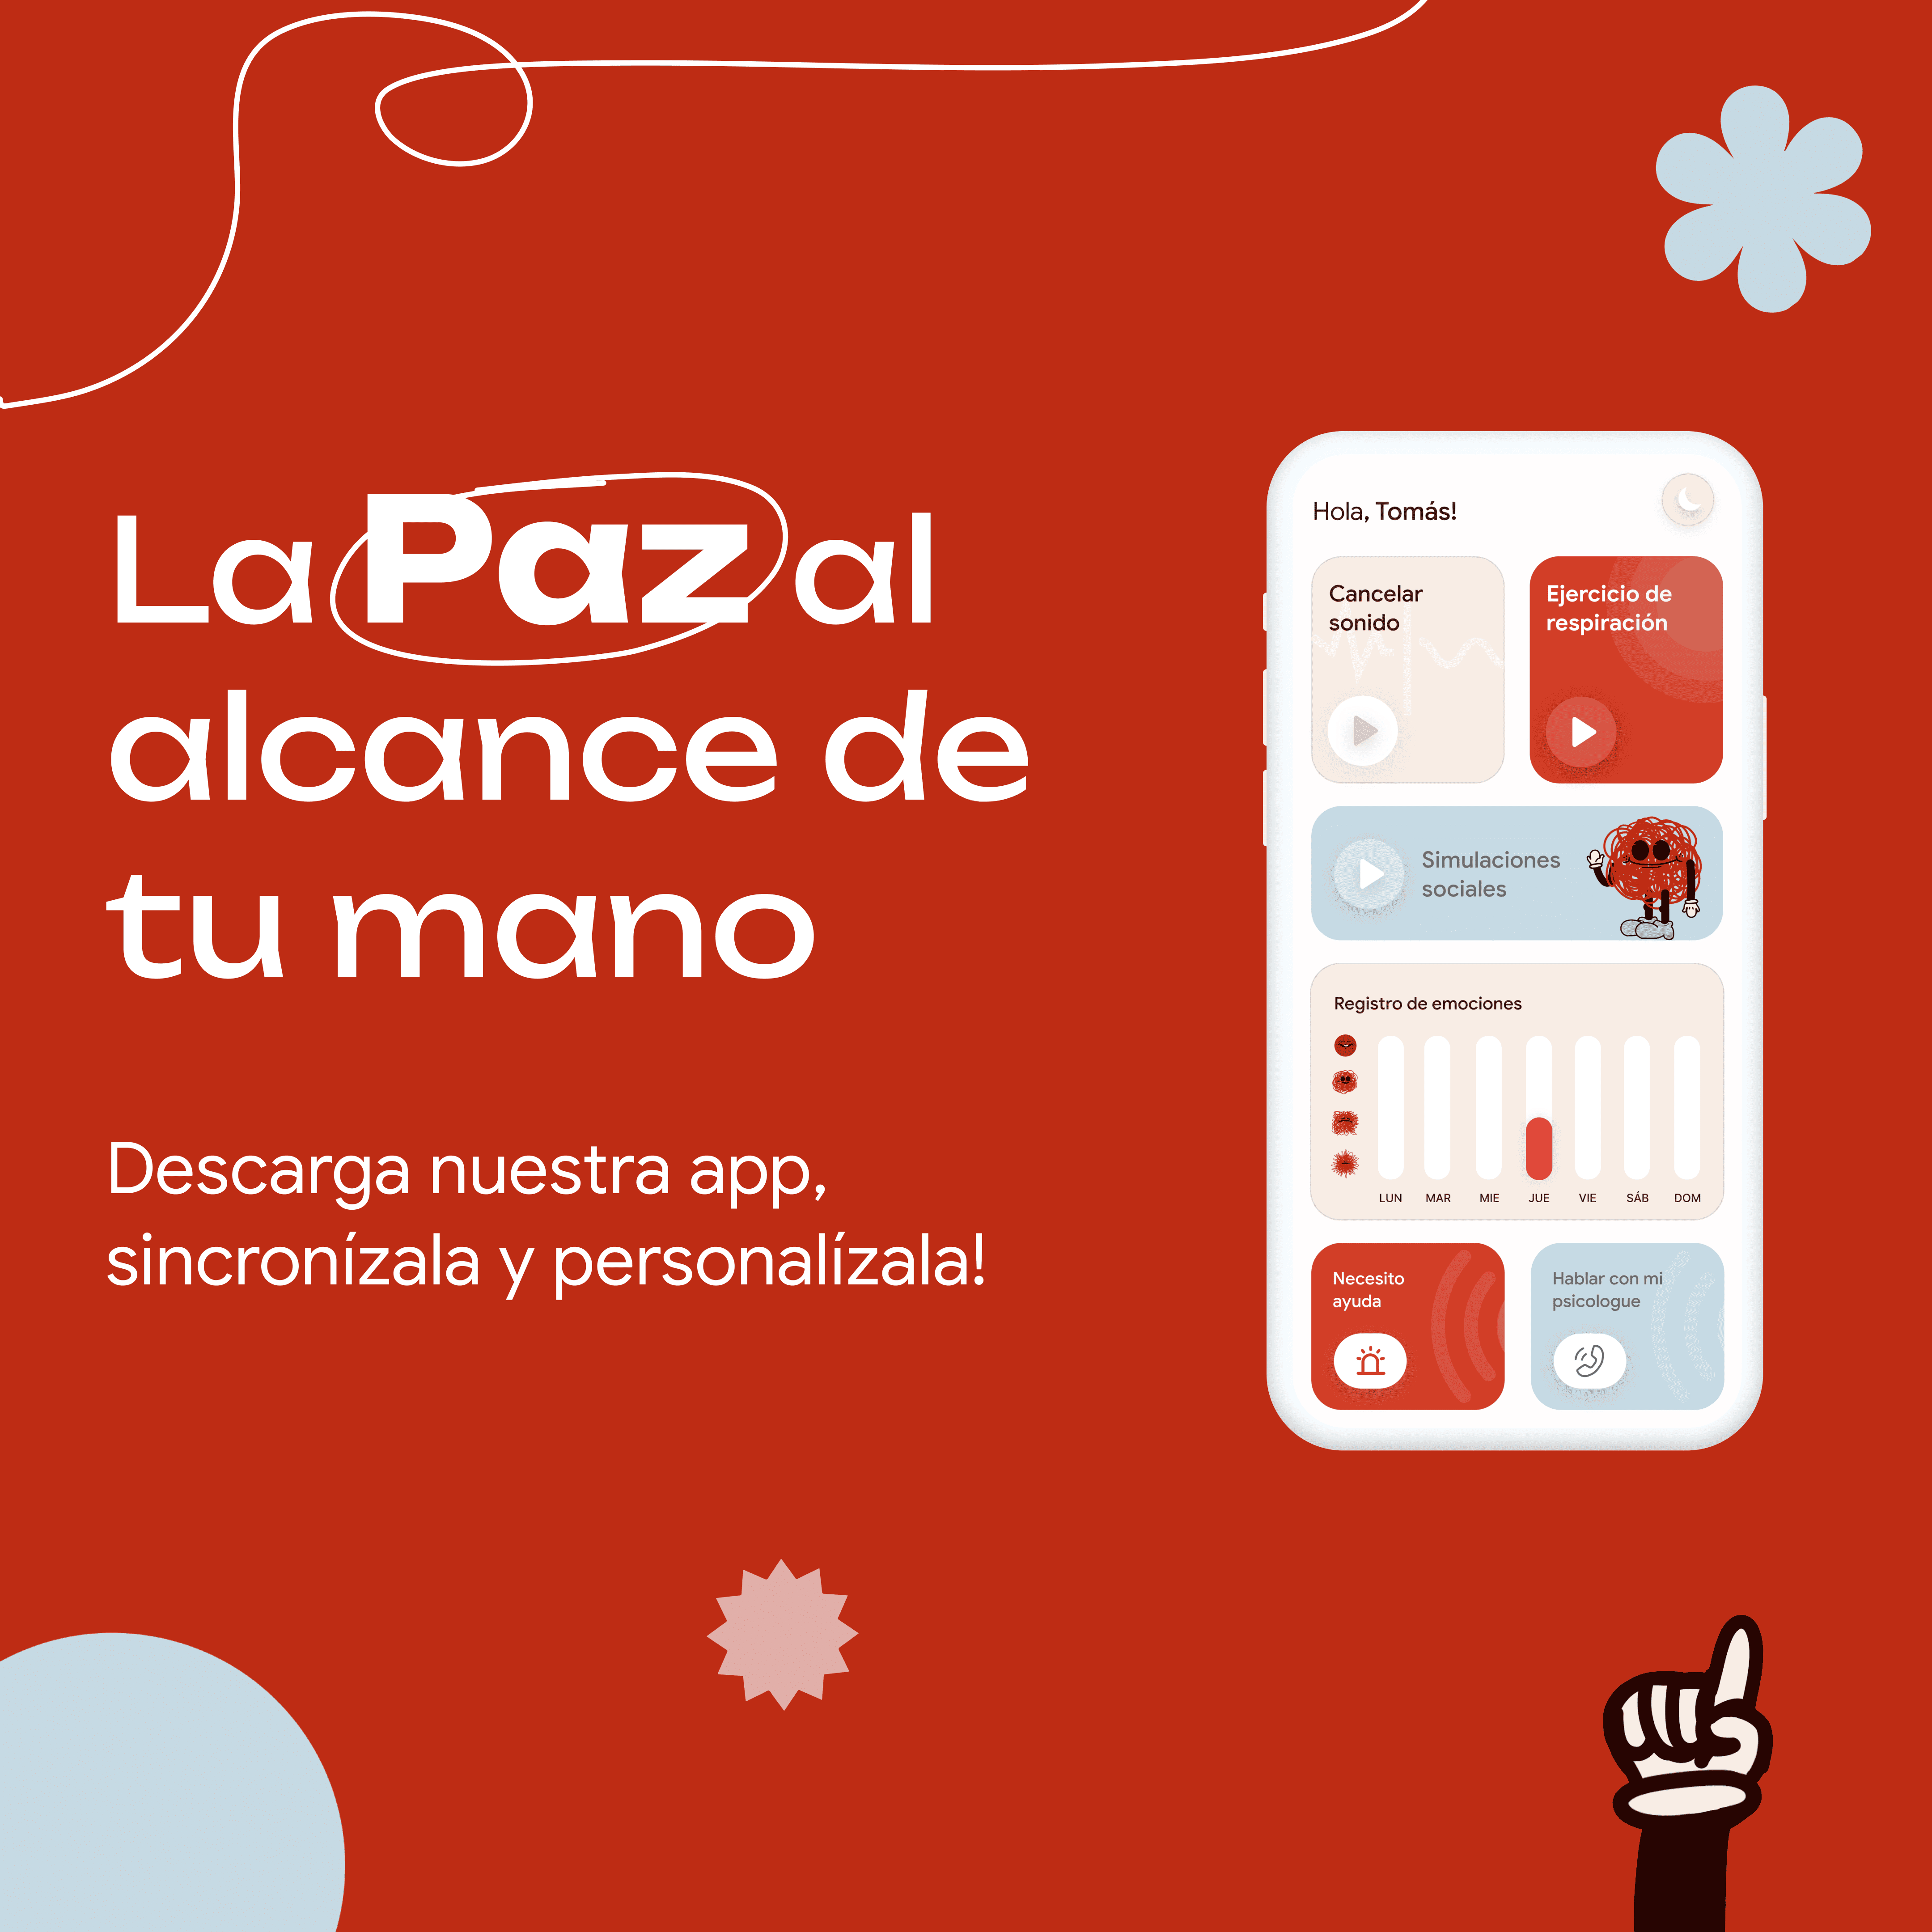 La Paz al
alcance de
tu mano
Descarga nuestra app,
sincronízala y personalízala!
Hola, Tomás!
Cancelar
sonido
Ejercicio de
respiración
Simulaciones
sociales
Registro de emociones
LUN MAR MIE JUE VIE SÁB DOM
Necesito
ayuda
Hablar con mi
psicologue